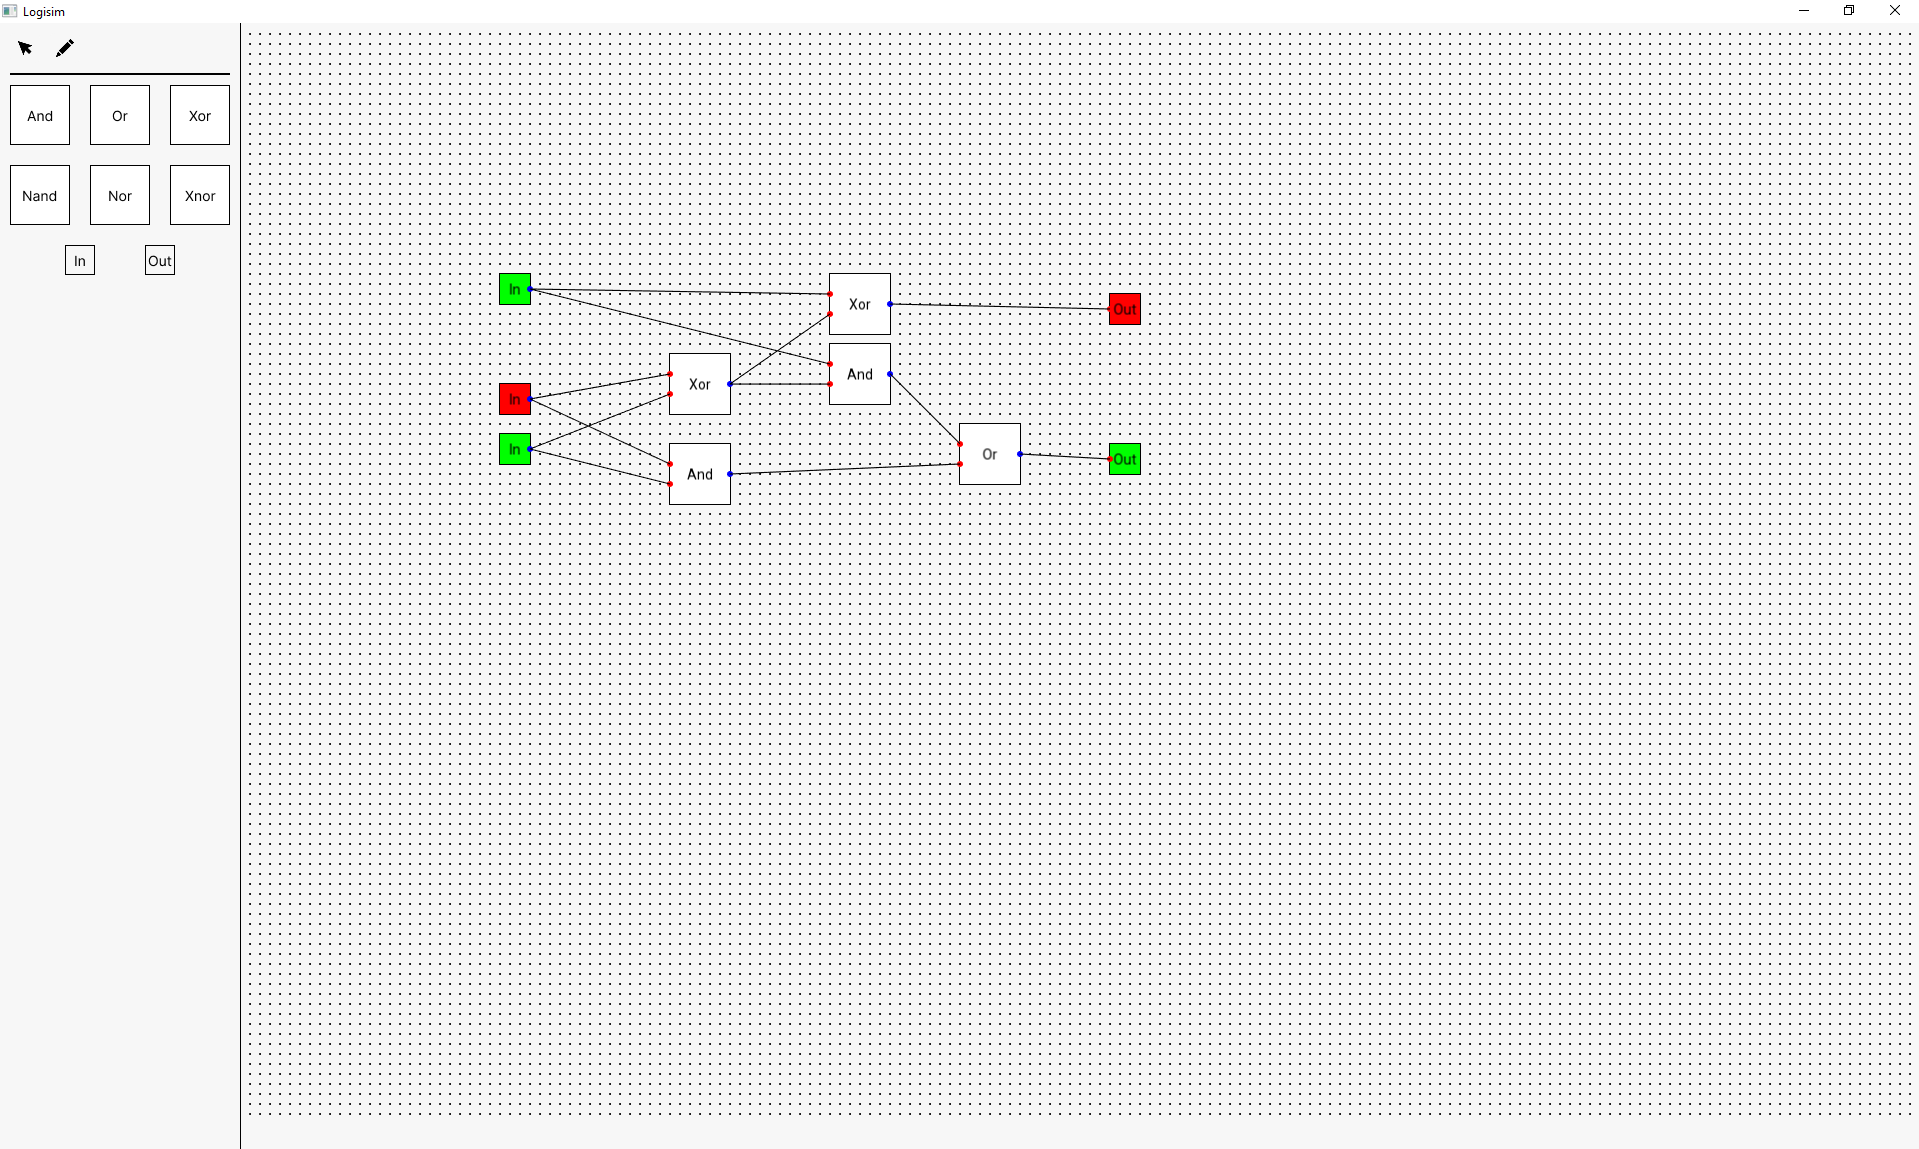 Logisim
And Or Xor
Nand Nor Xnor
In Out
In Xor Out
Xor And
In
In Or Out
And